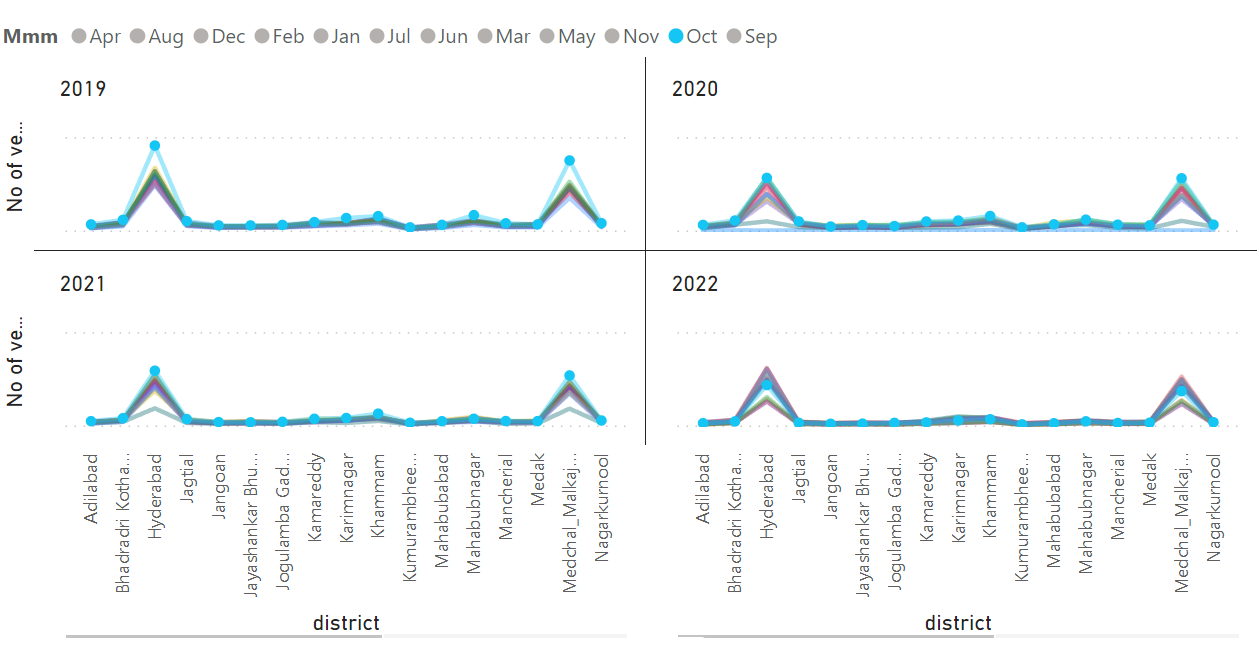 Mmm Apr Aug Dec Feb Jan Jul Jun Mar May Nov Oct Sep
2019
2020
No of ve...
2021
2022
No of ve...
Adilabad
Bhadradri Kotha...
Hyderabad
Jagtial
Jangoan
Jayashankar Bhu...
Jogulamba Gad...
Kamareddy
Karimnagar
Khammam
Kumurambhee...
Mahabubabad
Mahabubnagar
Mancherial
Medak
Medchal_Malkaj...
Nagarkurnool
Adilabad
Bhadradri Kotha...
Hyderabad
Jagtial
Jangoan
Jayashankar Bhu...
Jogulamba Gad...
Kamareddy
Karimnagar
Khammam
Kumurambhee...
Mahabubabad
Mahabubnagar
Mancherial
Medak
Medchal_Malkaj...
Nagarkurnool
district
district